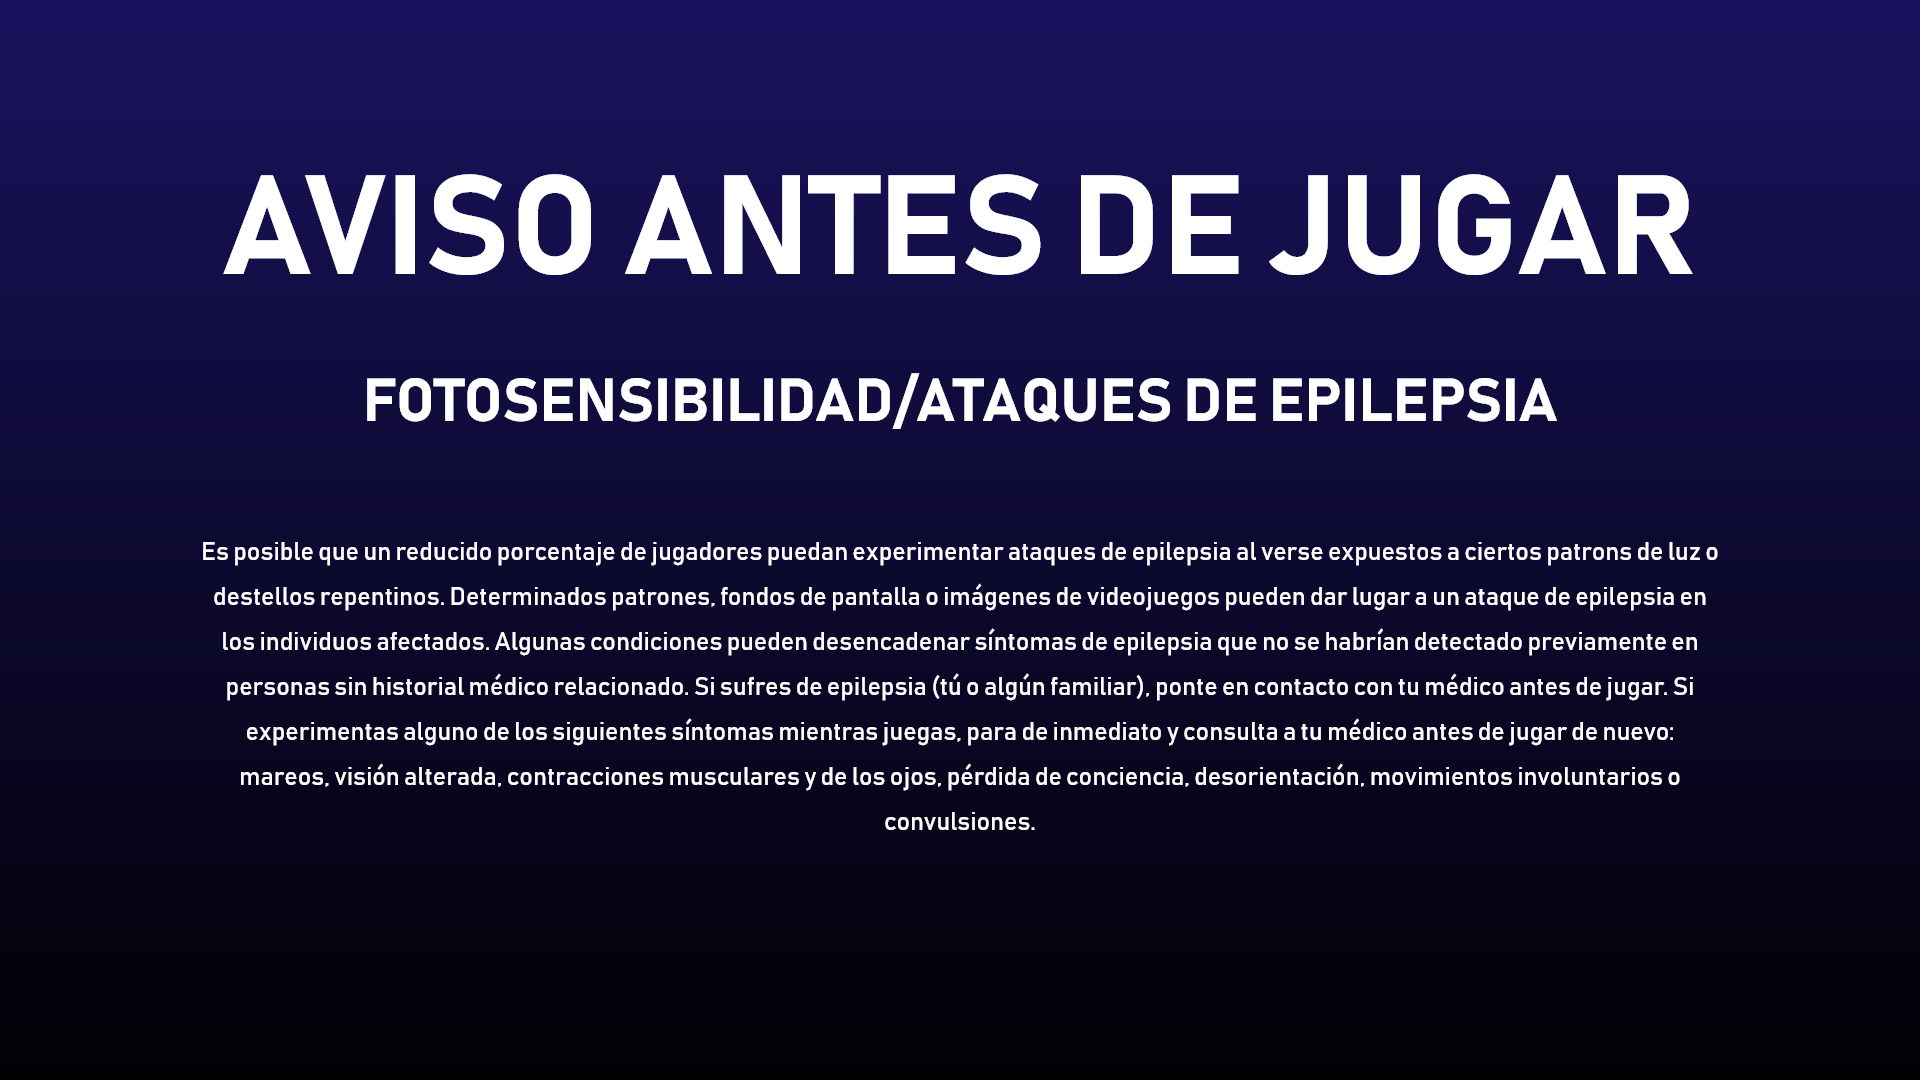 AVISO ANTES DE JUGAR
FOTOSENSIBILIDAD/ATAQUES DE EPILEPSIA
Es posible que un reducido porcentaje de jugadores puedan experimentar ataques de epilepsia al verse expuestos a ciertos patrons de luz o
destellos repentinos. Determinados patrones, fondos de pantalla o imágenes de videojuegos pueden dar lugar a un ataque de epilepsia en
los individuos afectados. Algunas condiciones pueden desencadenar síntomas de epilepsia que no se habrían detectado previamente en
personas sin historial médico relacionado. Si sufres de epilepsia (tú o algún familiar), ponte en contacto con tu médico antes de jugar. Si
experimentas alguno de los siguientes síntomas mientras juegas, para de inmediato y consulta a tu médico antes de jugar de nuevo:
mareos, visión alterada, contracciones musculares y de los ojos, pérdida de conciencia, desorientación, movimientos involuntarios o
convulsiones.